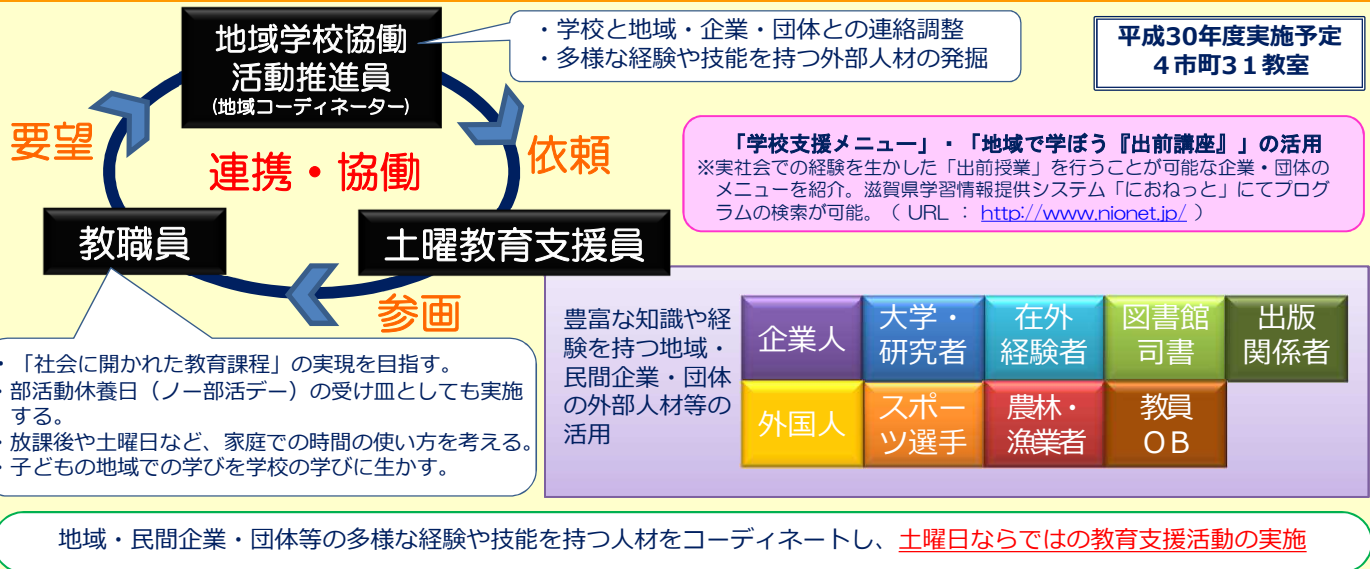 地域学校協働
活動推進員
(地域コーディネーター)
・学校と地域・企業・団体との連絡調整
・多様な経験や技能を持つ外部人材の発掘
平成30年度実施予定
４市町３１教室
要望
連携・協働
依頼
「学校支援メニュー」・「地域で学ぼう『出前講座』」の活用
※実社会での経験を生かした「出前授業」を行うことが可能な企業・団体の
メニューを紹介。滋賀県学習情報提供システム「におねっと」にてプログ
ラムの検索が可能。（ URL ： http://www.nionet.jp/ ）
教職員
土曜教育支援員
参画
・「社会に開かれた教育課程」の実現を目指す。
・部活動休養日（ノー部活デー）の受け皿としても実施
する。
・放課後や土曜日など、家庭での時間の使い方を考える。
・子どもの地域での学びを学校の学びに生かす。
豊富な知識や経
験を持つ地域・
民間企業・団体
の外部人材等の
活用
企業人
大学・
研究者
在外
経験者
図書館
司書
出版
関係者
外国人
スポー
ツ選手
農林・
漁業者
教員
ＯＢ
地域・民間企業・団体等の多様な経験や技能を持つ人材をコーディネートし、土曜日ならではの教育支援活動の実施